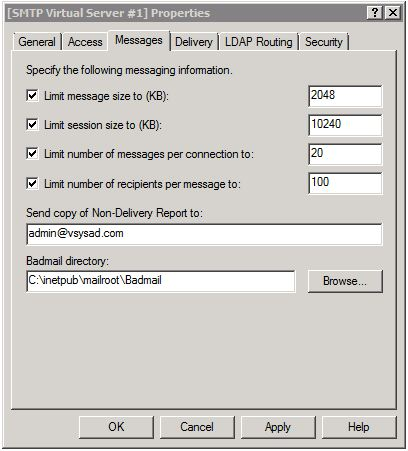 [SMTP Virtual Server #1] Properties
General Access Messages Delivery LDAP Routing Security
Specify the following messaging information.
Limit message size to (KB): 2048
Limit session size to (KB): 10240
Limit number of messages per connection to: 20
Limit number of recipients per message to: 100
Send copy of Non-Delivery Report to:
admin@vsysad.com
Badmail directory:
C:\inetpub\mailroot\Badmail Browse...
OK Cancel Apply Help